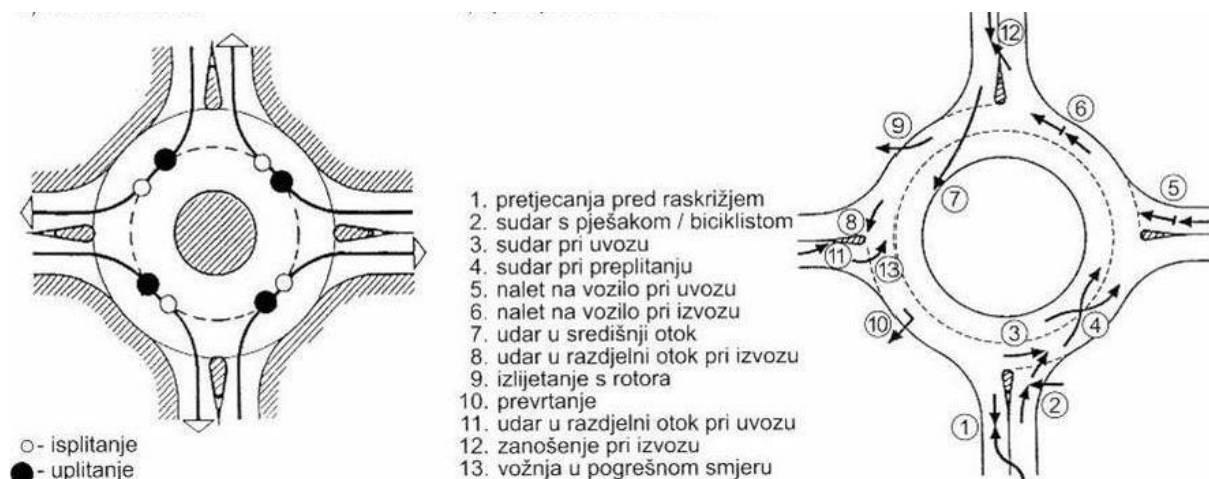 ○ - isplitanje
● - uplitanje
1. pretjecanja pred raskrižjem
2. sudar s pješakom / biciklistom
3. sudar pri uvozu
4. sudar pri preplitanju
5. nalet na vozilo pri uvozu
6. nalet na vozilo pri izvozu
7. udar u središnji otok
8. udar u razdjelni otok pri izvozu
9. izlijetanje s rotora
10. prevrtanje
11. udar u razdjelni otok pri uvozu
12. zanošenje pri izvozu
13. vožnja u pogrešnom smjeru
12
9
6
7
5
8
11
13
10
3
4
2
1